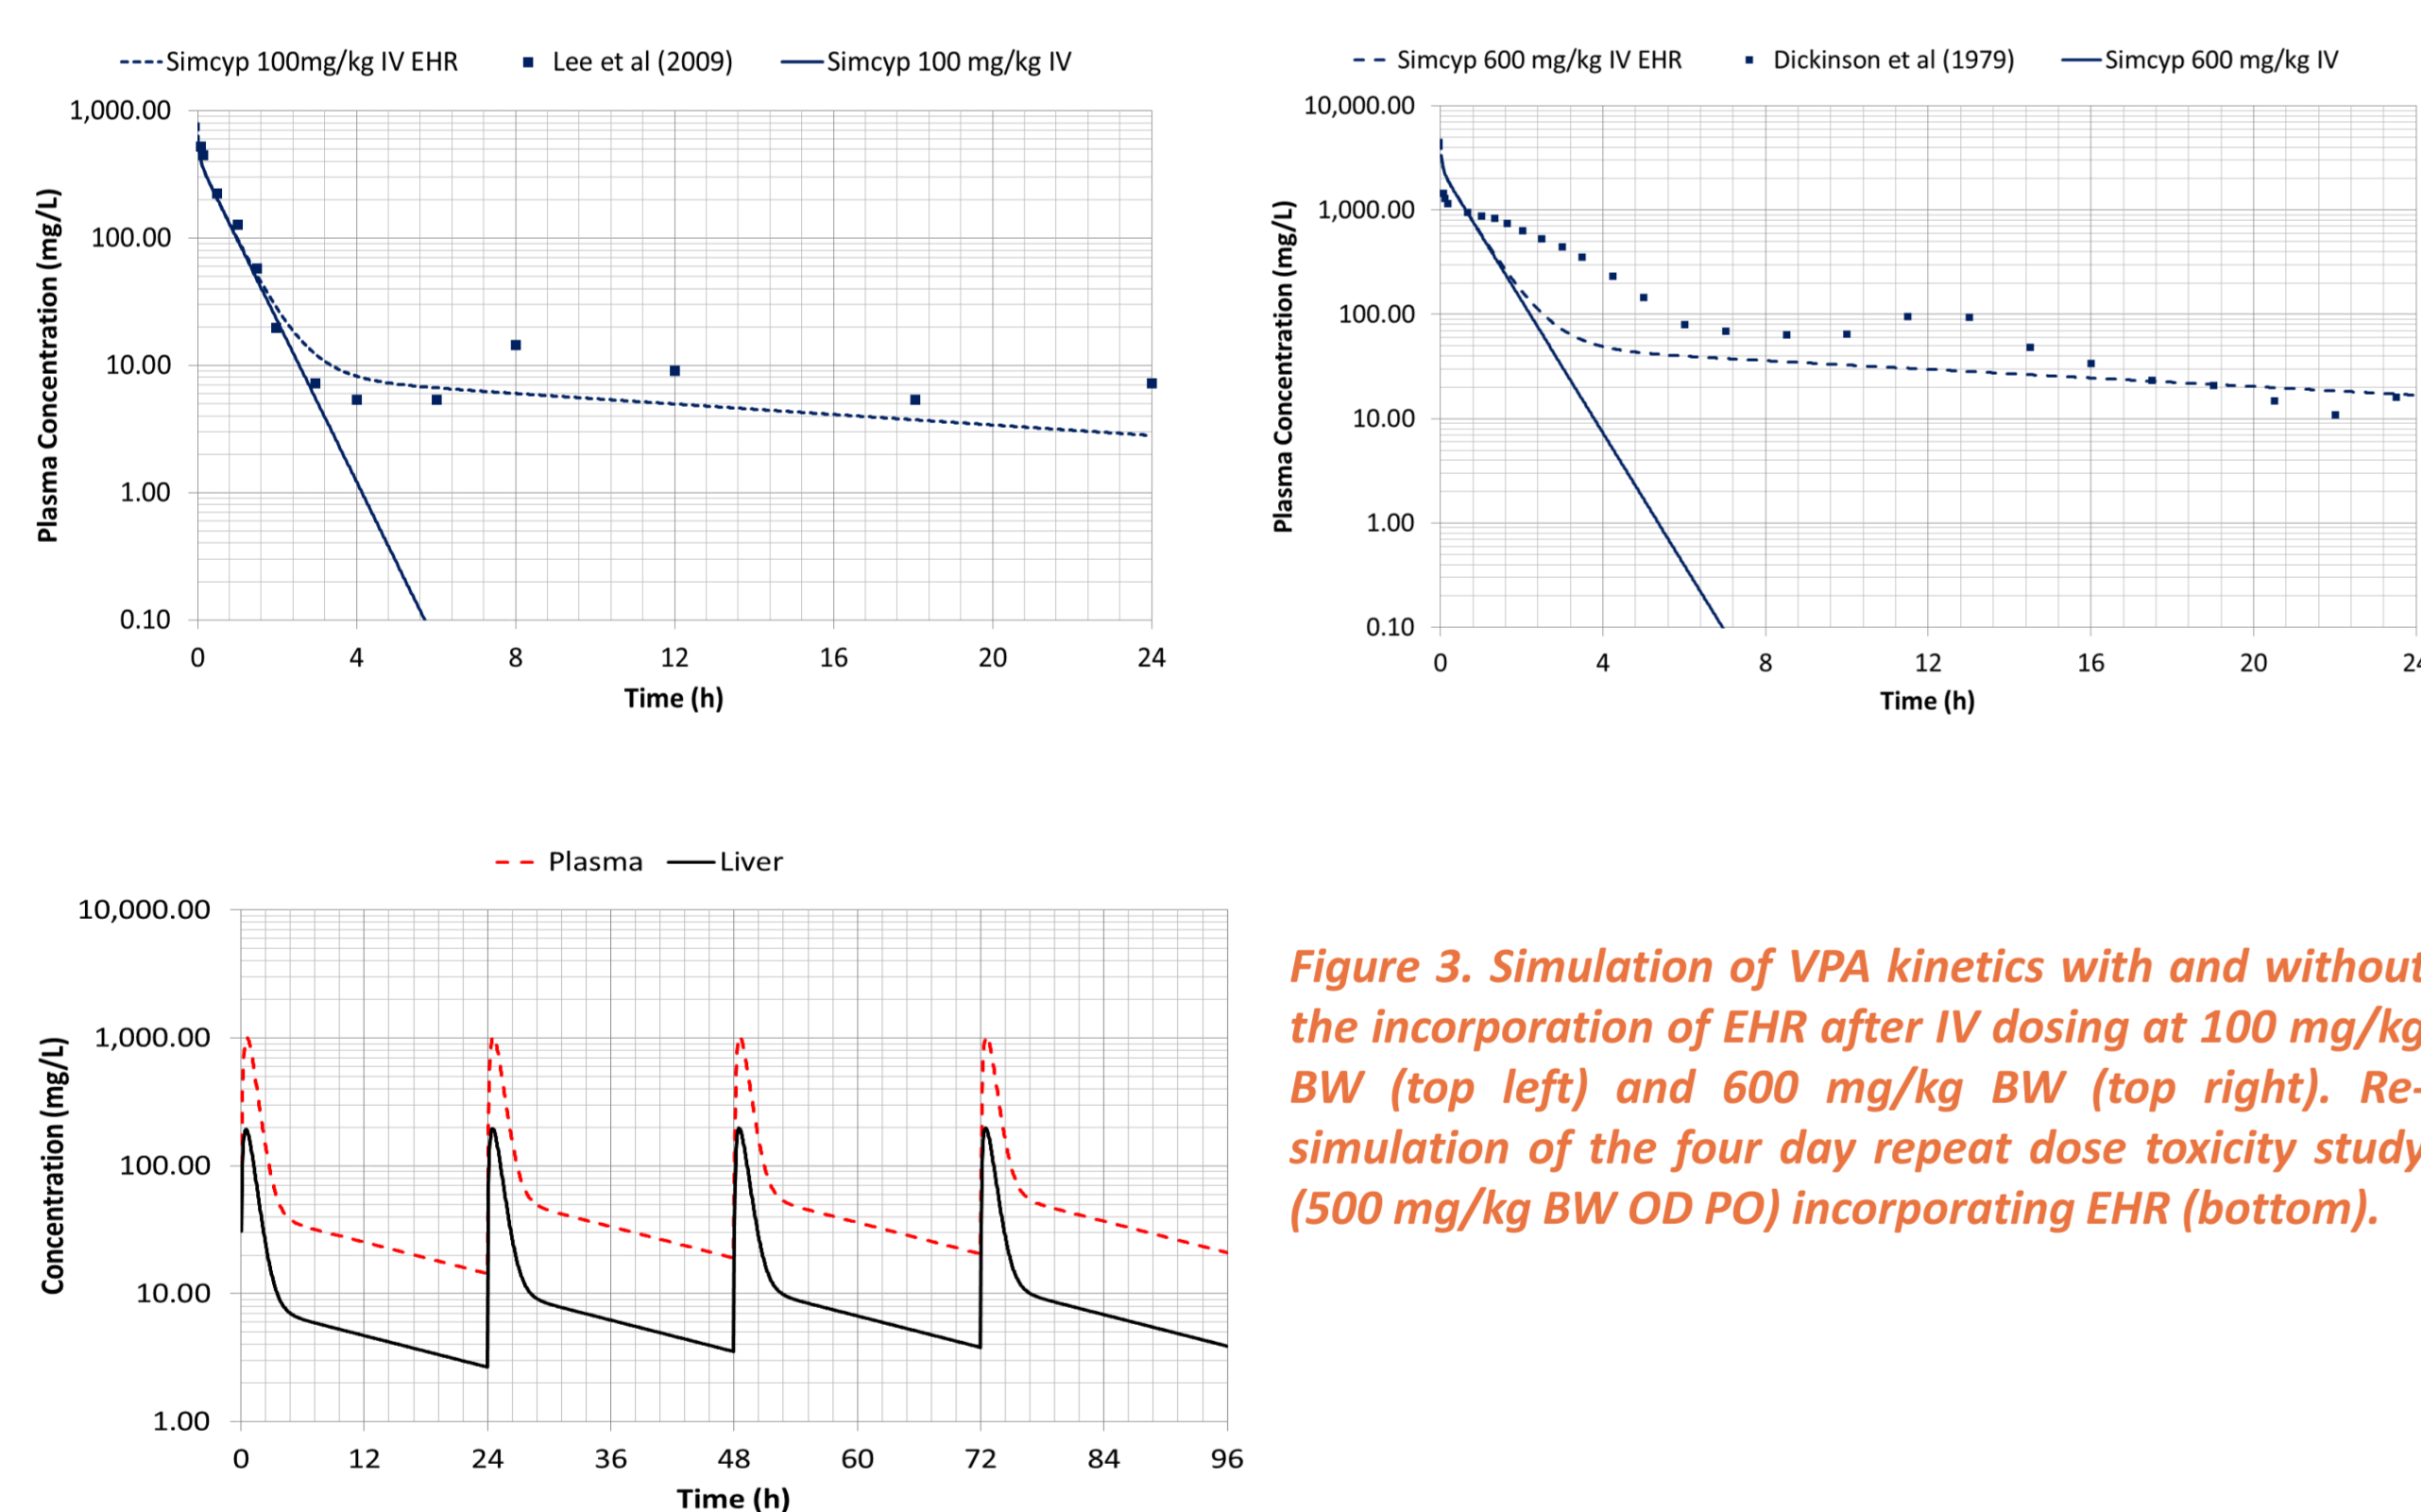 Simcyp 100mg/kg IV EHR Lee et al (2009) Simcyp 100 mg/kg IV
1,000.00
100.00
10.00
1.00
0.10
0 4 8 12 16 20 24
Plasma Concentration (mg/L)
Time (h)
Simcyp 600 mg/kg IV EHR Dickinson et al (1979) Simcyp 600 mg/kg IV
10,000.00
1,000.00
100.00
10.00
1.00
0.10
0 4 8 12 16 20 24
Plasma Concentration (mg/L)
Time (h)
Plasma Liver
10,000.00
1,000.00
100.00
10.00
1.00
0 12 24 36 48 60 72 84 96
Concentration (mg/L)
Time (h)
Figure 3. Simulation of VPA kinetics with and without
the incorporation of EHR after IV dosing at 100 mg/kg
BW (top left) and 600 mg/kg BW (top right). Re-
simulation of the four day repeat dose toxicity study
(500 mg/kg BW OD PO) incorporating EHR (bottom).